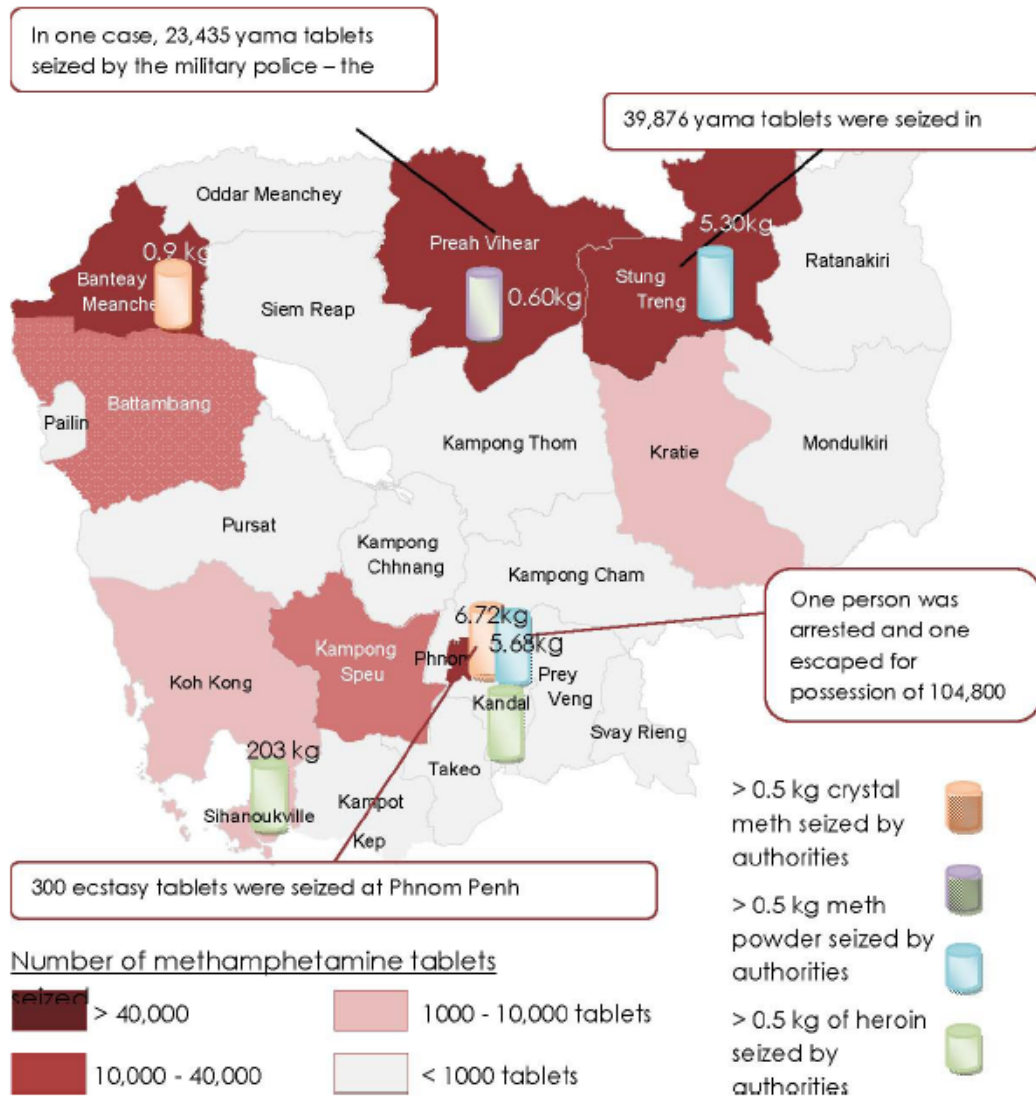 In one case, 23,435 yama tablets
seized by the military police – the
39,876 yama tablets were seized in
Oddar Meanchey
5.30kg
0.9 kg
Preah Vihear
Ratanakiri
Banteay
Meanche
Stung
Treng
Siem Reap
0.60kg
Battambang
Pailin
Kampong Thom
Kratie
Mondulkiri
Pursat
Kampong
Chhnang
Kampong Cham
One person was
arrested and one
escaped for
possession of 104,800
6.72kg
5.68kg
Kampong
Speu
Phnom
Prey
Veng
Koh Kong
Kandal
Svay Rieng
203 kg
Takeo
Sihanoukville
Kampot
Kep
300 ecstasy tablets were seized at Phnom Penh
> 0.5 kg crystal
meth seized by
authorities
> 0.5 kg meth
powder seized by
authorities
> 0.5 kg of heroin
seized by
authorities
Number of methamphetamine tablets
seized
> 40,000
1000 - 10,000 tablets
10,000 - 40,000
< 1000 tablets